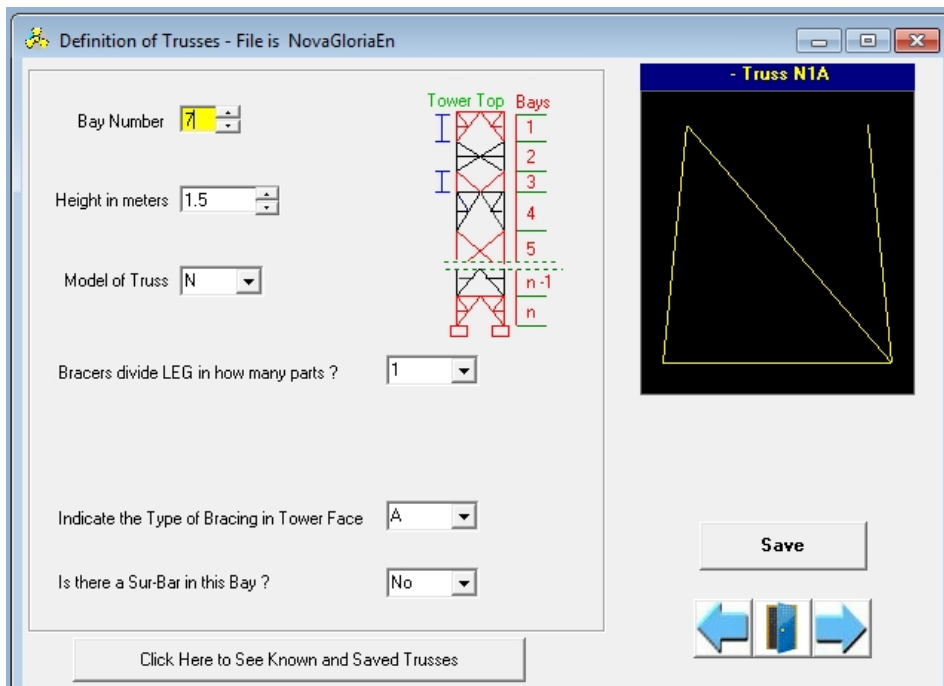 Definition of Trusses - File is NovaGloriaEn
- Truss N1A
Tower Top Bays
Bay Number 7
1
2
3
Height in meters 1.5
4
5
Model of Truss N
n -1
n
Bracers divide LEG in how many parts ? 1
Indicate the Type of Bracing in Tower Face A
Save
Is there a Sur-Bar in this Bay ? No
Click Here to See Known and Saved Trusses